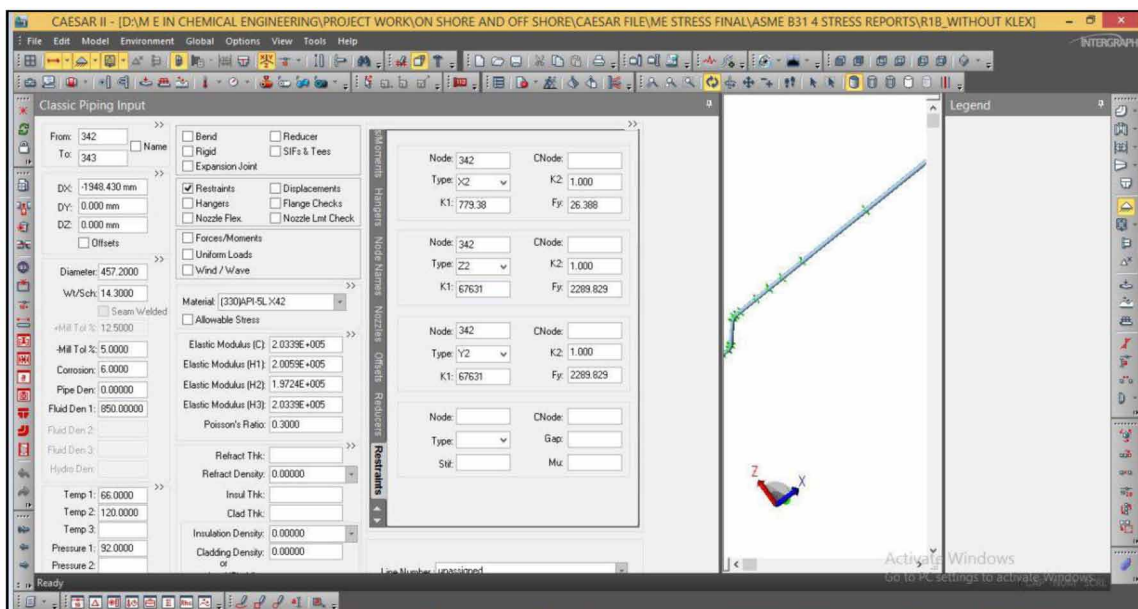 CAESAR II - [D:\M E IN CHEMICAL ENGINEERING\PROJECT WORK\ON SHORE AND OFF SHORE\CAESAR FILE\ME STRESS FINAL\ASME B31 4 STRESS REPORTS\R1B_WITHOUT KLEX]
File Edit Model Environment Global Options View Tools Help
INTERGRAPH
Classic Piping Input
Legend
From: 342
To: 343
Name
DX: -1948.430 mm
DY: 0.000 mm
DZ: 0.000 mm
Offsets
Diameter: 457.2000
Wt/Sch: 14.3000
Seam Welded
+Mill Tol %: 12.5000
-Mill Tol %: 5.0000
Corrosion: 6.0000
Pipe Den: 0.00000
Fluid Den 1: 850.00000
Fluid Den 2:
Fluid Den 3:
Hydro Den:
Temp 1: 66.0000
Temp 2: 120.0000
Temp 3:
Pressure 1: 92.0000
Pressure 2:
Bend Reducer
Rigid SIFs & Tees
Expansion Joint
Restraints Displacements
Hangers Flange Checks
Nozzle Flex. Nozzle Lmt Check
Forces/Moments
Uniform Loads
Wind / Wave
Material: (330)API-5L X42
Allowable Stress
Elastic Modulus (C): 2.0339E+005
Elastic Modulus (H1): 2.0059E+005
Elastic Modulus (H2): 1.9724E+005
Elastic Modulus (H3): 2.0339E+005
Poisson's Ratio: 0.3000
Refract Thk:
Refract Density: 0.00000
Insul Thk:
Clad Thk:
Insulation Density: 0.00000
Cladding Density: 0.00000
or
Hangers
Node Names
Nozzles
Offsets
Reducers
Restraints
Node: 342 CNode:
Type: X2 K2: 1.000
K1: 779.38 Fy: 26.388
Node: 342 CNode:
Type: Z2 K2: 1.000
K1: 67631 Fy: 2289.829
Node: 342 CNode:
Type: Y2 K2: 1.000
K1: 67631 Fy: 2289.829
Node: CNode:
Type: Gap:
Stif: Mu:
Line Number: unassigned
Z
X
Activate Windows
Go to PC settings to activate Windows.
Ready